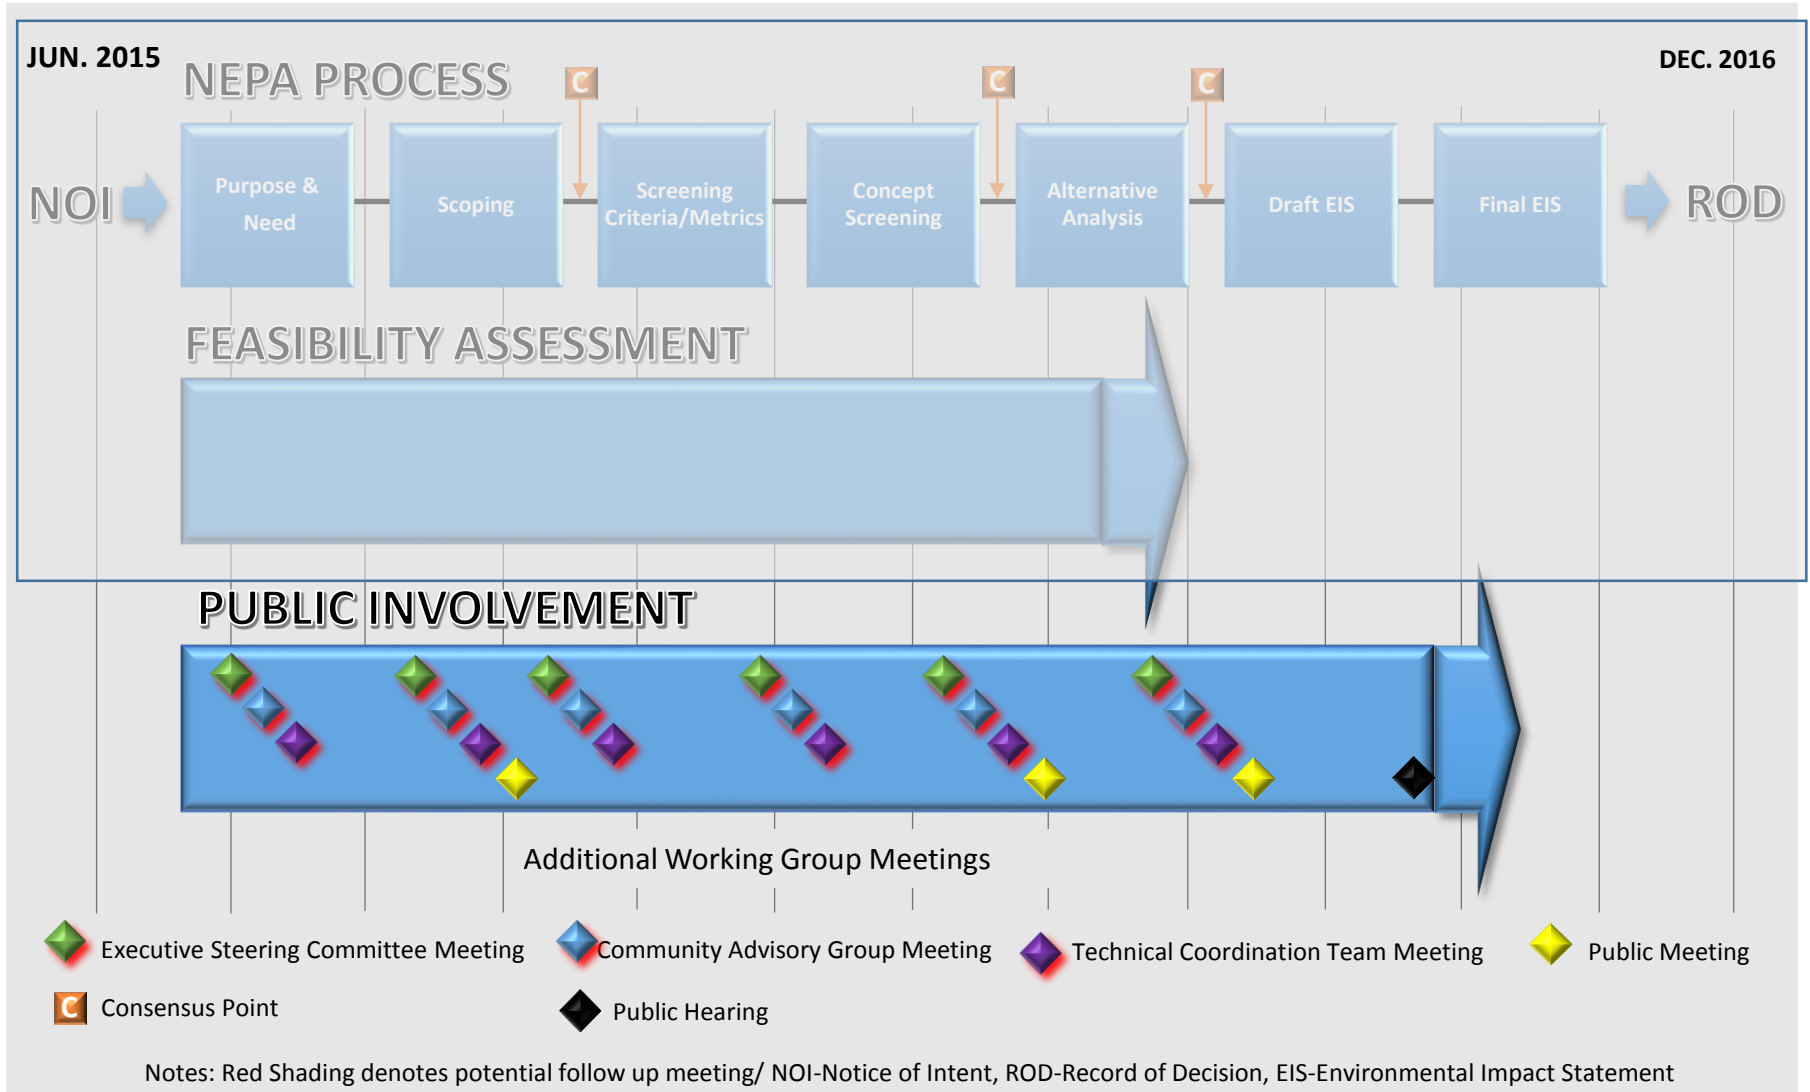 JUN. 2015
DEC. 2016
NEPA PROCESS
C
C
C
NOI
Purpose &
Need
Scoping
Screening
Criteria/Metrics
Concept
Screening
Alternative
Analysis
Draft EIS
Final EIS
ROD
FEASIBILITY ASSESSMENT
PUBLIC INVOLVEMENT
Additional Working Group Meetings
Executive Steering Committee Meeting
Community Advisory Group Meeting
Technical Coordination Team Meeting
Public Meeting
C
Consensus Point
Public Hearing
Notes: Red Shading denotes potential follow up meeting/ NOI-Notice of Intent, ROD-Record of Decision, EIS-Environmental Impact Statement